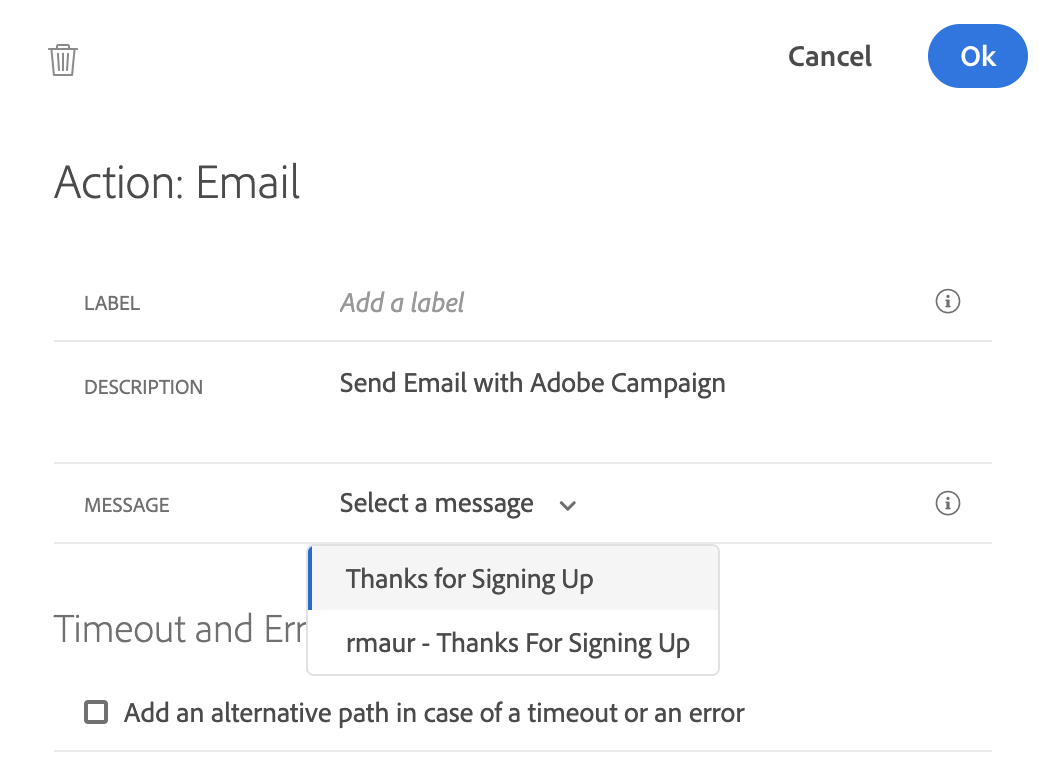 Cancel
Ok
Action: Email
LABEL
Add a label
DESCRIPTION
Send Email with Adobe Campaign
MESSAGE
Select a message
Thanks for Signing Up
rmaur - Thanks For Signing Up
Timeout and Err
Add an alternative path in case of a timeout or an error